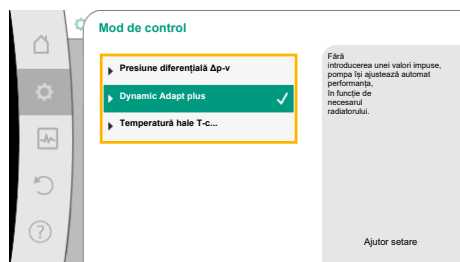 Mod de control
Presiune diferențială Δp-v
Dynamic Adapt plus
Temperatură hale T-c...
Fără
introducerea unei valori impuse,
pompa își ajustează automat
performanța,
în funcție de
necesarul
radiatorului.
Ajutor setare